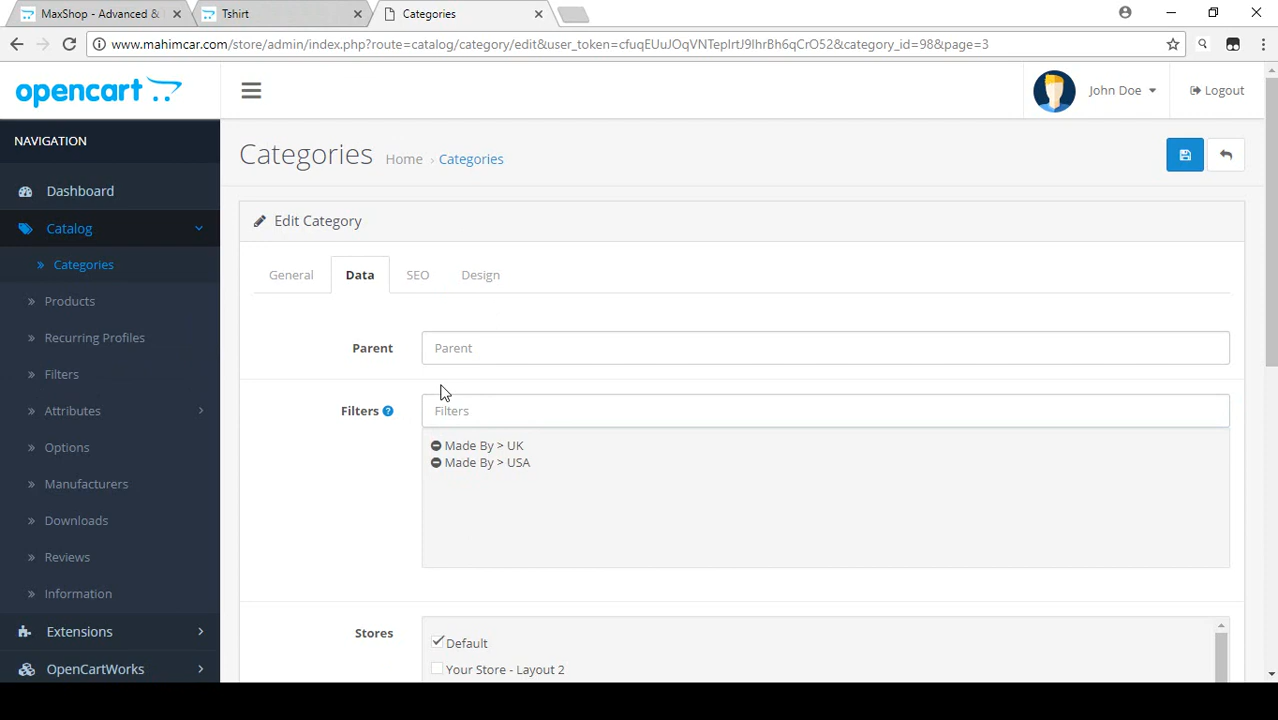 MaxShop - Advanced &
Tshirt
Categories
www.mahimcar.com/store/admin/index.php?route=catalog/category/edit&user_token=cfuqEUuJOqVNTepIrtJ9IhrBh6qCrO52&category_id=98&page=3
opencart
John Doe
Logout
NAVIGATION
Categories
Home
Categories
Dashboard
Catalog
Categories
Products
Recurring Profiles
Filters
Attributes
Options
Manufacturers
Downloads
Reviews
Information
Extensions
OpenCartWorks
Edit Category
General
Data
SEO
Design
Parent
Parent
Filters
Filters
Made By > UK
Made By > USA
Stores
Default
Your Store - Layout 2